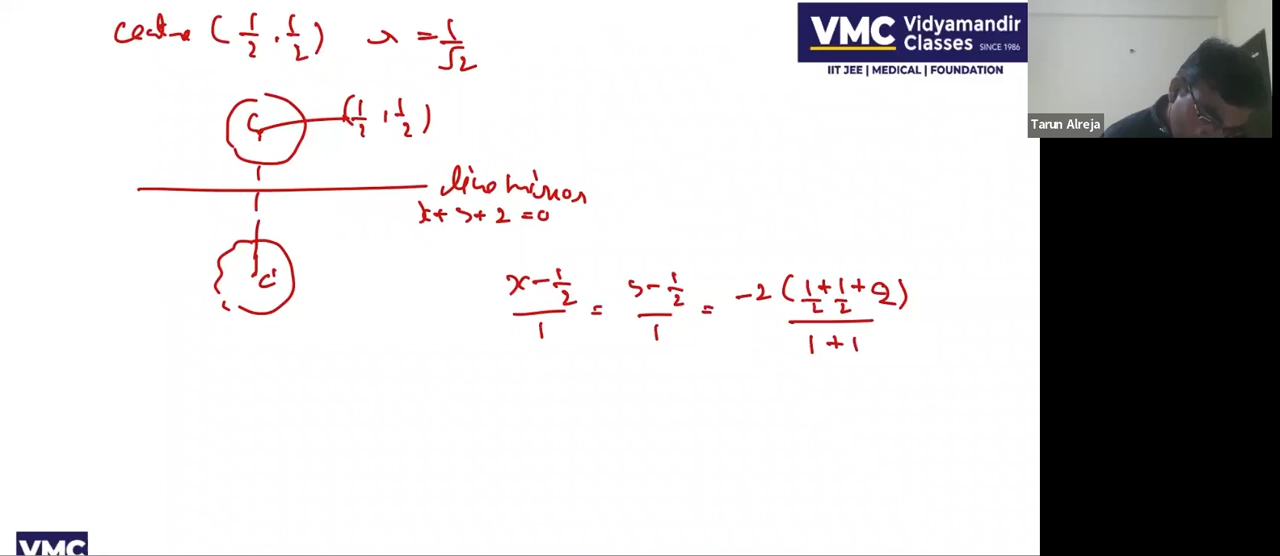 centre (1/2, 1/2) r = 1/√2
VMC Vidyamandir Classes SINCE 1986
IIT JEE | MEDICAL | FOUNDATION
C (1/2, 1/2)
Tarun Alreja
line mirror
x + y + 2 = 0
C'
(x - 1/2)/1 = (y - 1/2)/1 = -2 (1/2 + 1/2 + 2)/(1 + 1)
VMC